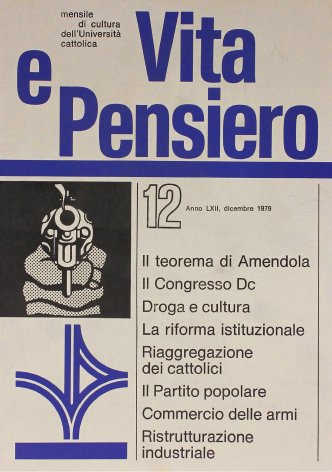 mensile
di cultura
dell'Università
cattolica
Vita
e Pensiero
12 Anno LXII, dicembre 1979
Il teorema di Amendola
Il Congresso Dc
Droga e cultura
La riforma istituzionale
Riaggregazione
dei cattolici
Il Partito popolare
Commercio delle armi
Ristrutturazione
industriale